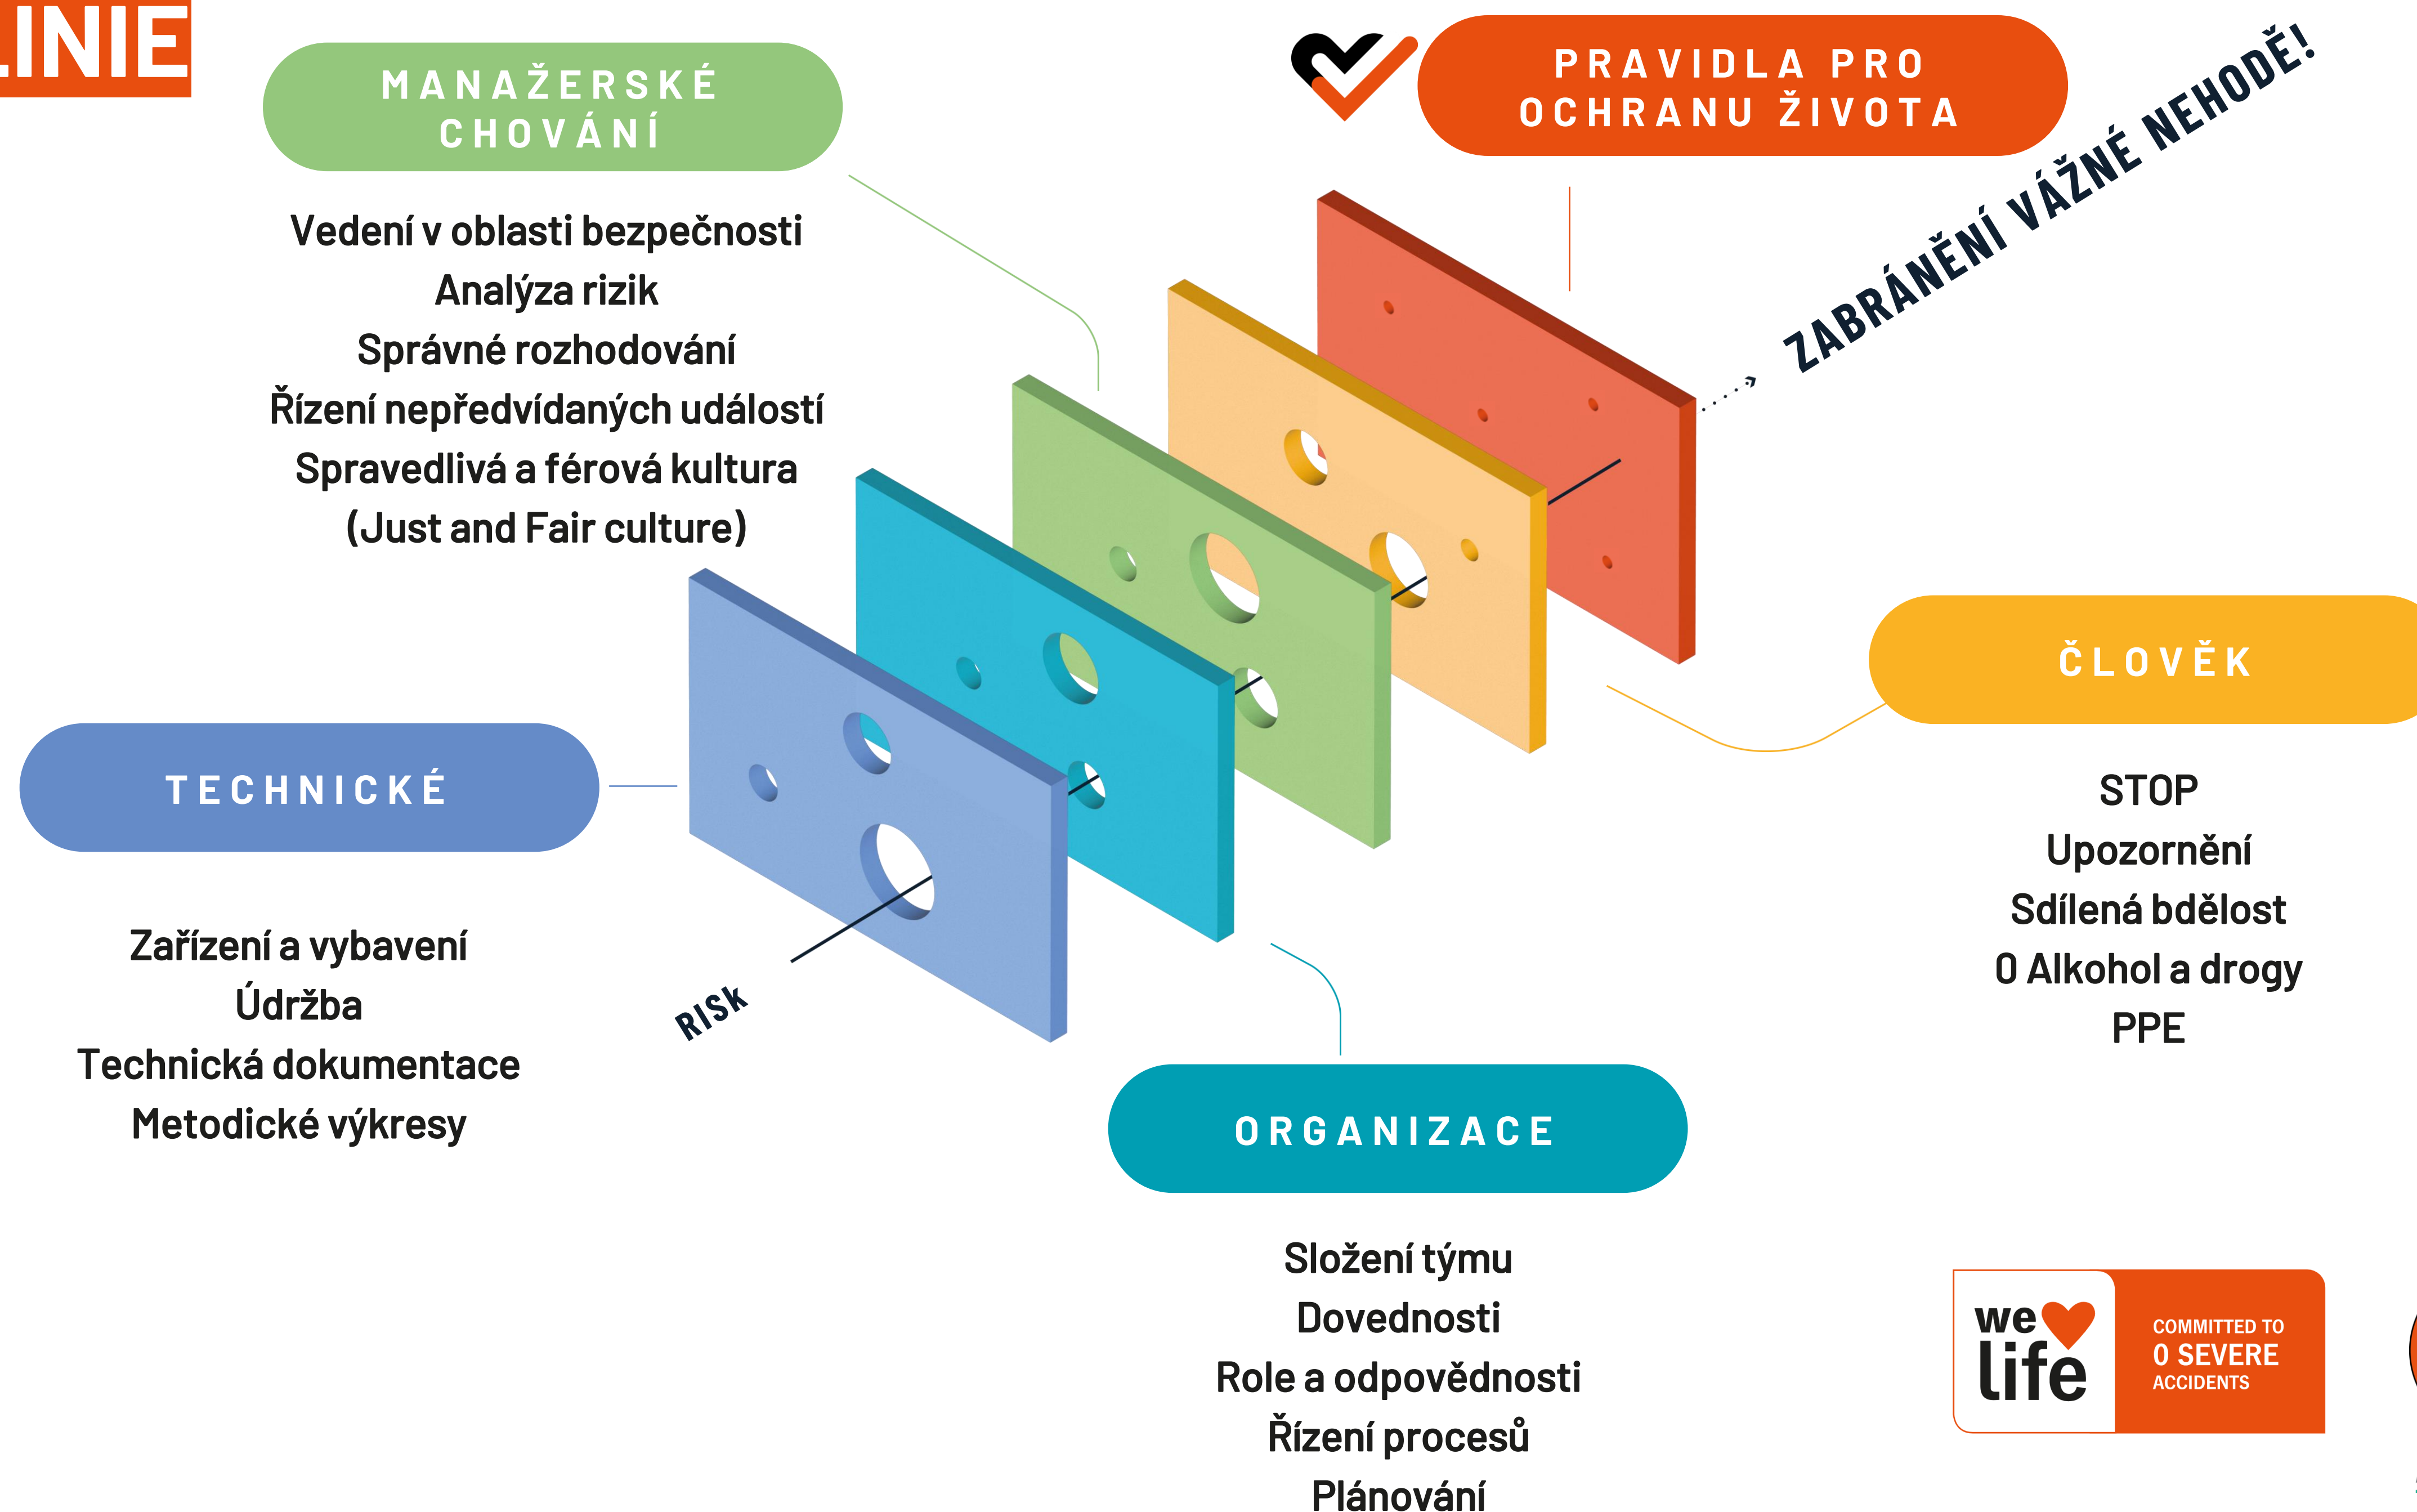 LINIE
MANAŽERSKÉ
CHOVÁNÍ
Vedení v oblasti bezpečnosti
Analýza rizik
Správné rozhodování
Řízení nepředvídaných událostí
Spravedlivá a férová kultura
(Just and Fair culture)
PRAVIDLA PRO
OCHRANU ŽIVOTA
ZABRÁNĚNÍ VÁŽNÉ NEHODĚ!
TECHNICKÉ
Zařízení a vybavení
Údržba
Technická dokumentace
Metodické výkresy
RISK
ČLOVĚK
STOP
Upozornění
Sdílená bdělost
0 Alkohol a drogy
PPE
ORGANIZACE
Složení týmu
Dovednosti
Role a odpovědnosti
Řízení procesů
Plánování
we
life
COMMITTED TO
0 SEVERE
ACCIDENTS